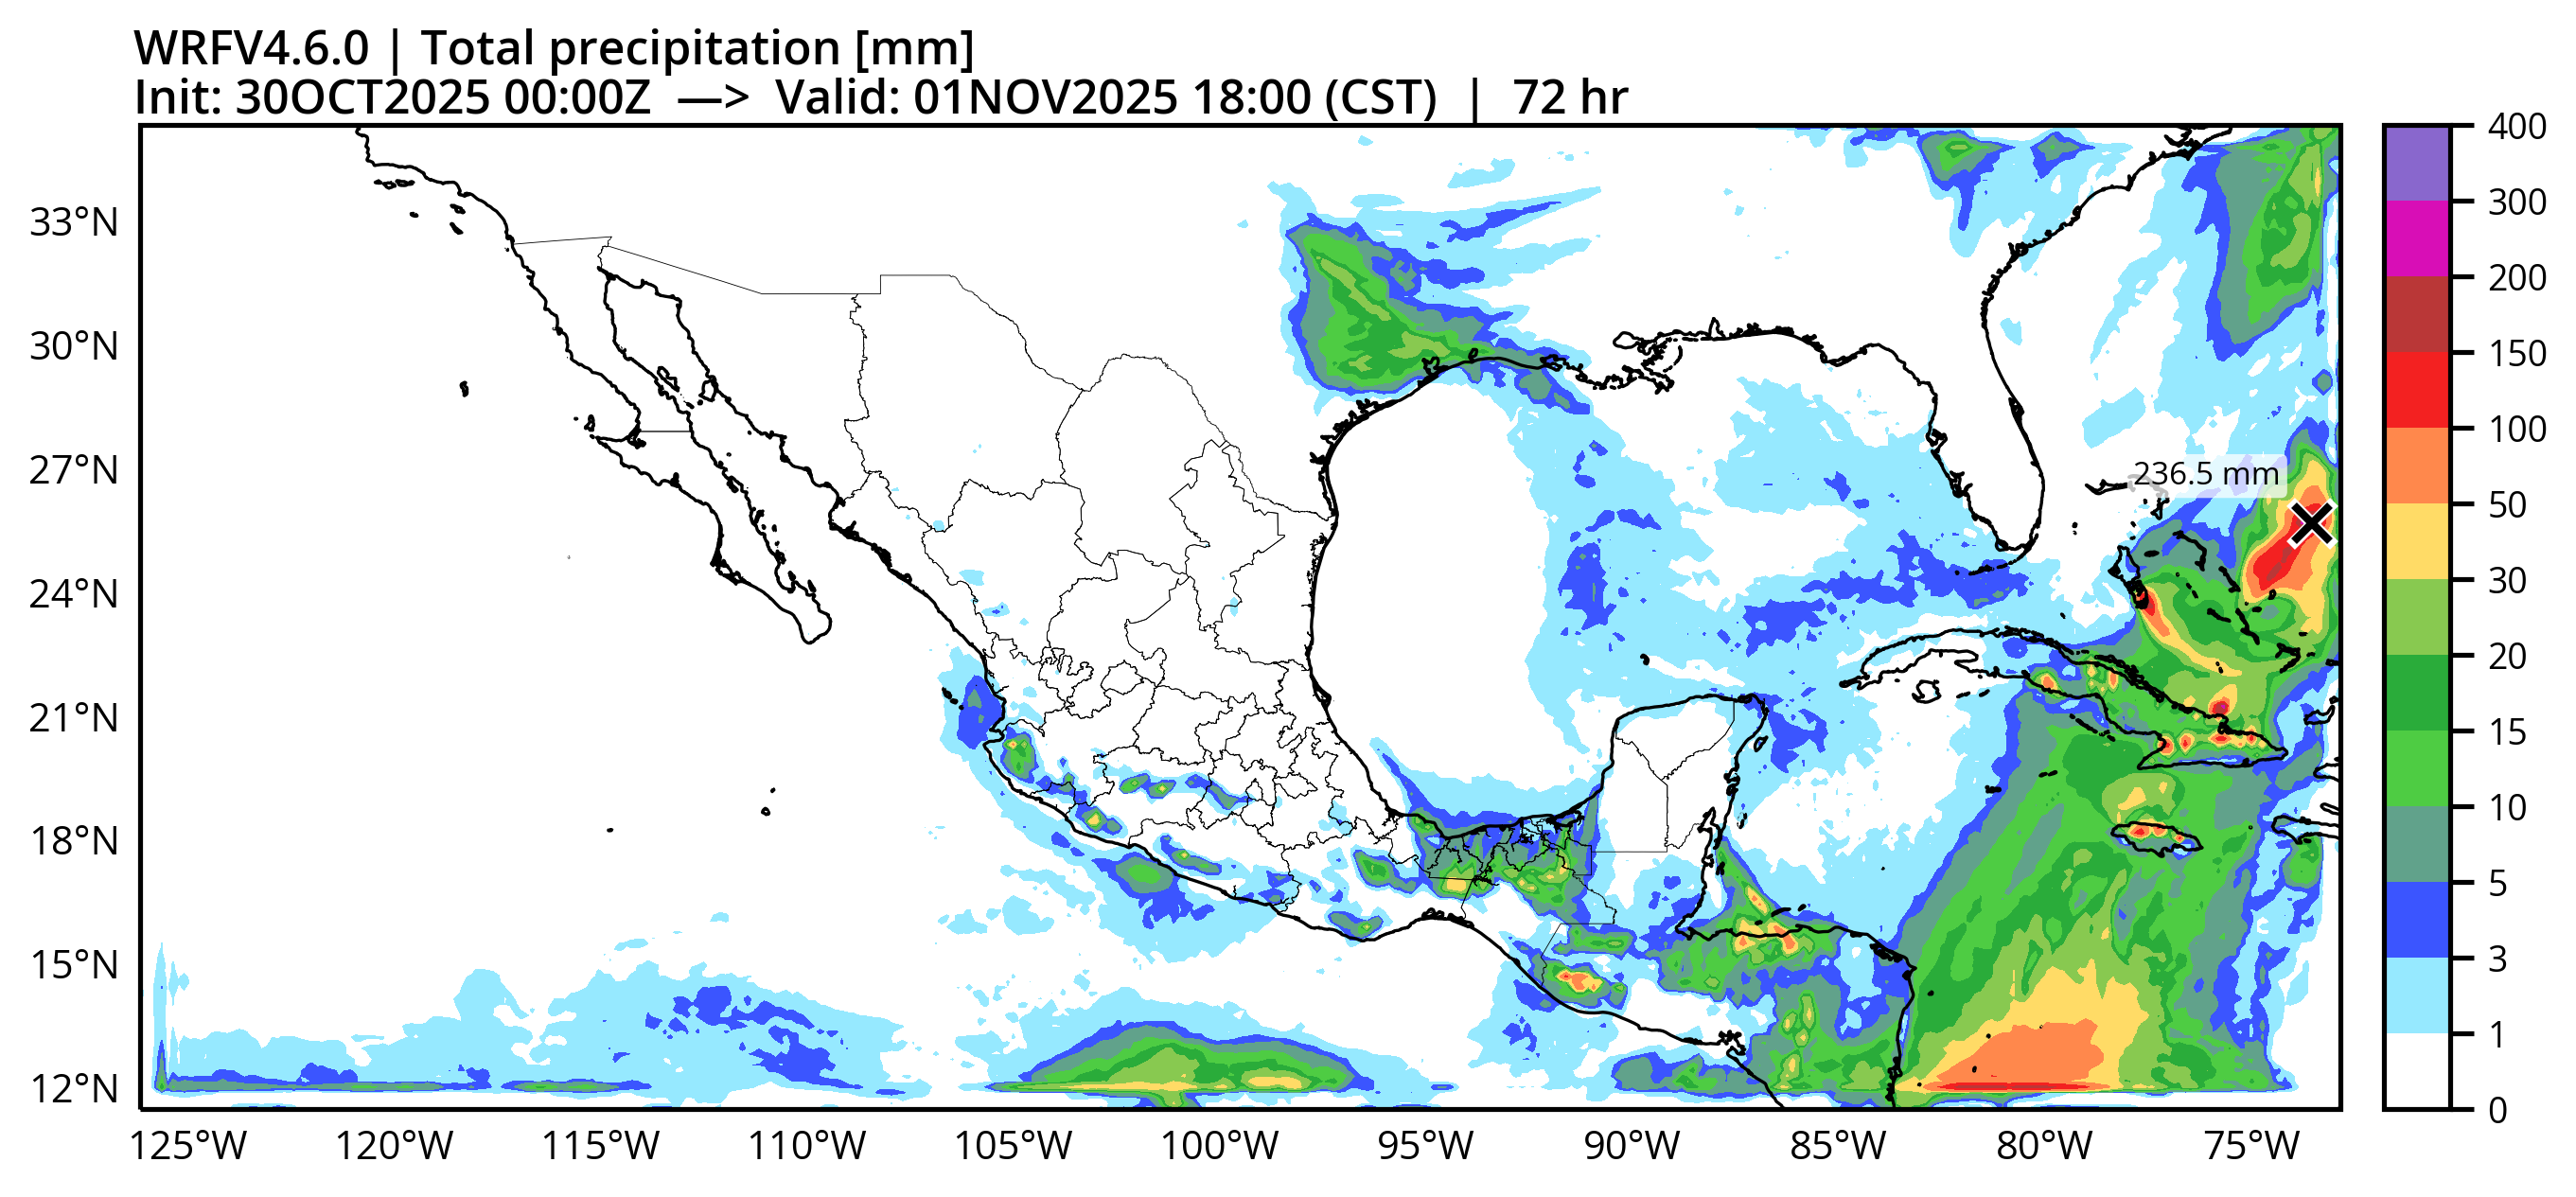 WRFV4.6.0 | Total precipitation [mm]
Init: 30OCT2025 00:00Z —> Valid: 01NOV2025 18:00 (CST) | 72 hr
400
300
200
150
100
50
30
20
15
10
5
3
1
0
33°N
30°N
27°N
24°N
21°N
18°N
15°N
12°N
236.5 mm
125°W
120°W
115°W
110°W
105°W
100°W
95°W
90°W
85°W
80°W
75°W